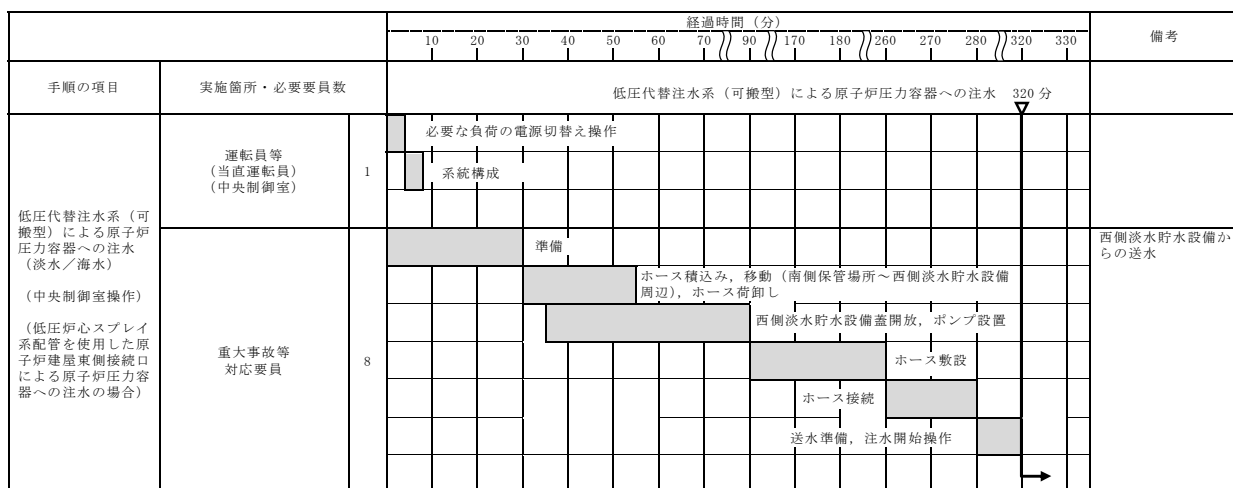 経過時間（分）
備考
10 20 30 40 50 60 70 90 170 180 260 270 280 320 330
手順の項目
実施箇所・必要要員数
低圧代替注水系（可搬型）による原子炉圧力容器への注水 320 分
必要な負荷の電源切替え操作
運転員等
（当直運転員）
（中央制御室）
1
系統構成
低圧代替注水系（可
搬型）による原子炉
圧力容器への注水
（淡水／海水）
（中央制御室操作）
（低圧炉心スプレイ
系配管を使用した原
子炉建屋東側接続口
による原子炉圧力容
器への注水の場合）
重大事故等
対応要員
8
準備
ホース積込み，移動（南側保管場所～西側淡水貯水設備
周辺），ホース荷卸し
西側淡水貯水設備蓋開放，ポンプ設置
ホース敷設
ホース接続
送水準備，注水開始操作
西側淡水貯水設備か
らの送水